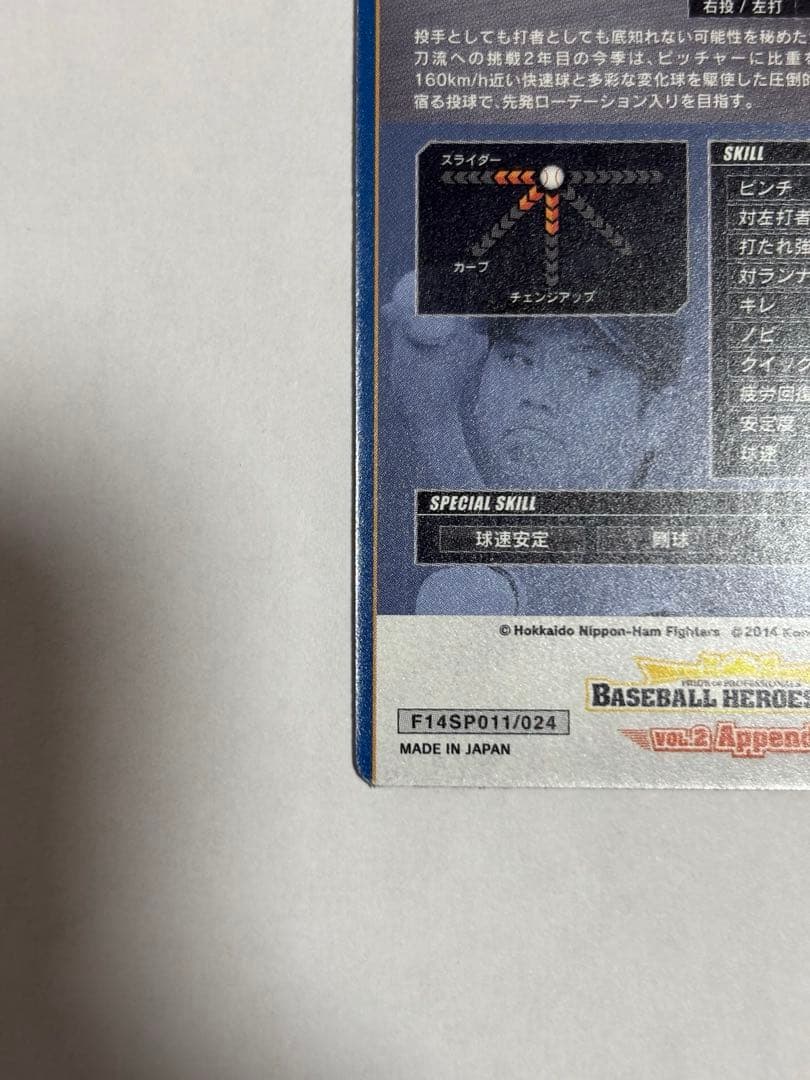 右投 / 左打
投手としても打者としても底知れない可能性を秘めた
刀流への挑戦2年目の今季は、ピッチャーに比重を
160km/h近い快速球と多彩な変化球を駆使した圧倒的
宿る投球で、先発ローテーション入りを目指す。
スライダー
カーブ
チェンジアップ
SKILL
ピンチ
対左打者
打たれ強
対ランナ
キレ
ノビ
クイック
疲労回復
安定度
球速
SPECIAL SKILL
球速安定 剛球
© Hokkaido Nippon-Ham Fighters © 2014 Kon
PRIDE OF PROFESSIONALS
BASEBALL HEROES
F14SP011/024
VOL.2 Append
MADE IN JAPAN